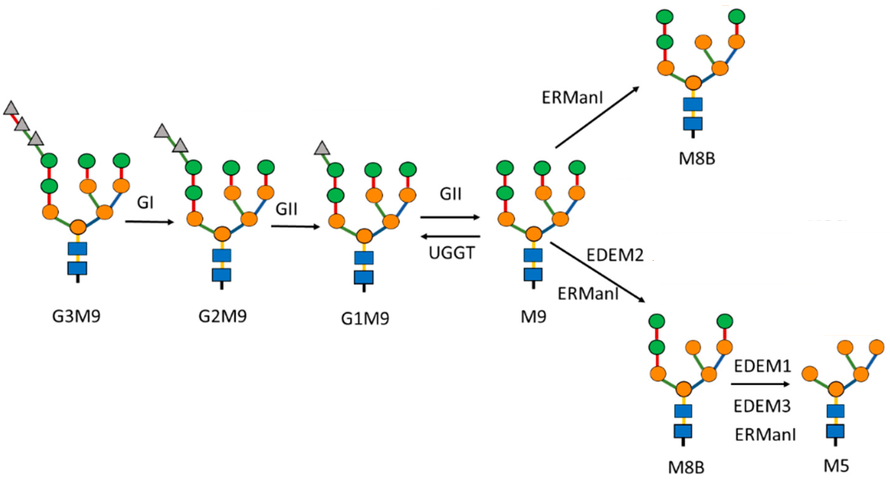 ERManI
M8B
GI
GII
GII
UGGT
EDEM2
ERManI
G3M9
G2M9
G1M9
M9
EDEM1
EDEM3
ERManI
M8B
M5